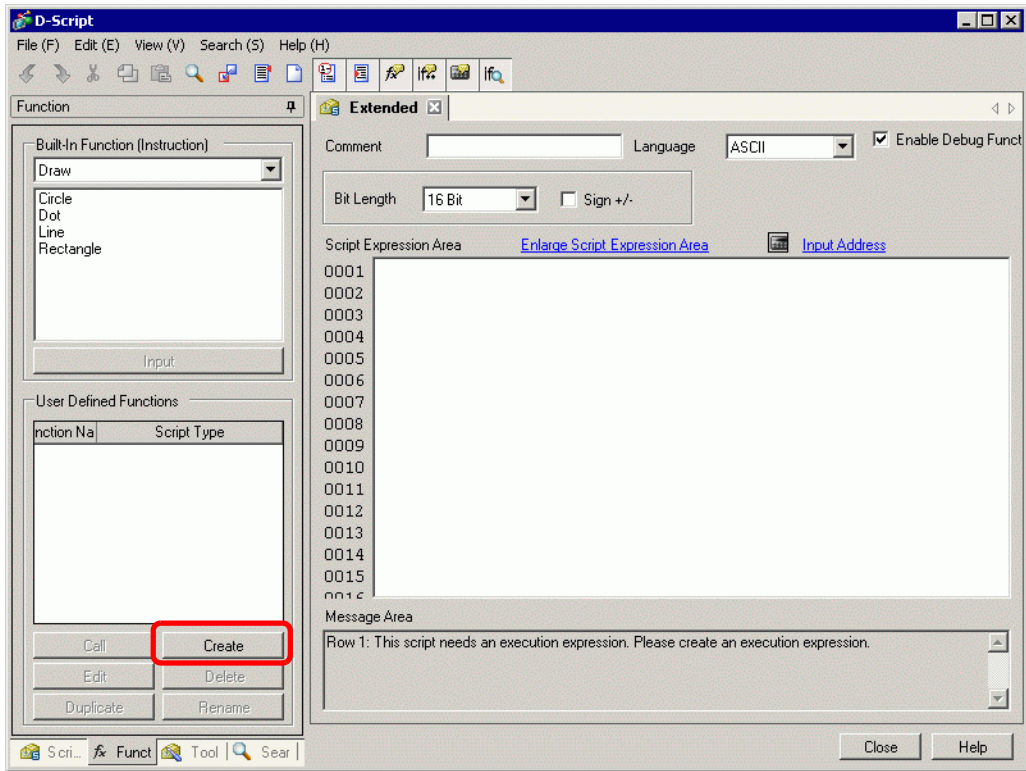 D-Script
File (F) Edit (E) View (V) Search (S) Help (H)
Function
Extended
Built-In Function (Instruction)
Draw
Circle
Dot
Line
Rectangle
Input
User Defined Functions
nction Na Script Type
Call Create
Edit Delete
Duplicate Rename
Scri... fx Funct Tool Sear
Comment Language ASCII Enable Debug Funct
Bit Length 16 Bit Sign +/-
Script Expression Area Enlarge Script Expression Area Input Address
0001
0002
0003
0004
0005
0006
0007
0008
0009
0010
0011
0012
0013
0014
0015
0016
Message Area
Row 1: This script needs an execution expression. Please create an execution expression.
Close Help